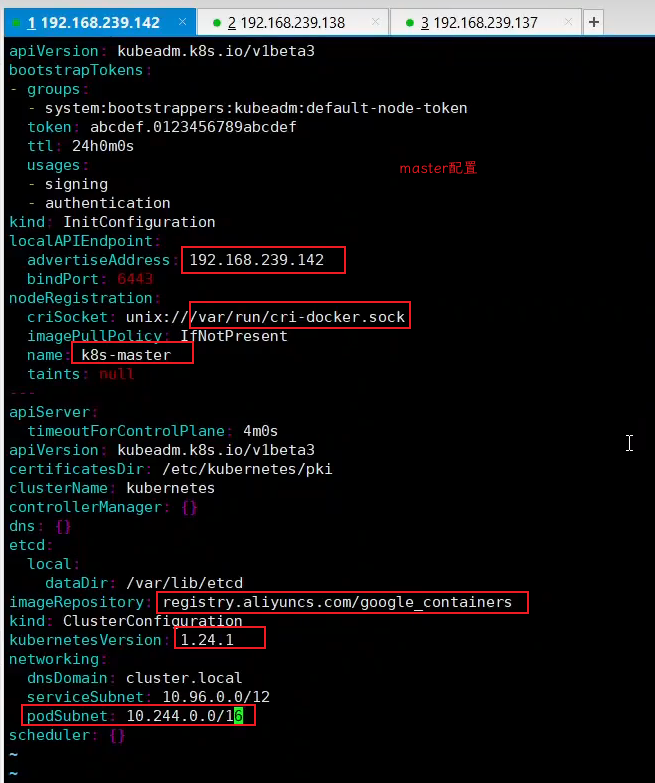 1 192.168.239.142 × 2 192.168.239.138 × 3 192.168.239.137 × +
apiVersion: kubeadm.k8s.io/v1beta3
bootstrapTokens:
- groups:
  - system:bootstrappers:kubeadm:default-node-token
  token: abcdef.0123456789abcdef
  ttl: 24h0m0s
  usages:
master配置
  - signing
  - authentication
kind: InitConfiguration
localAPIEndpoint:
  advertiseAddress: 192.168.239.142
  bindPort: 6443
nodeRegistration:
  criSocket: unix:///var/run/cri-docker.sock
  imagePullPolicy: IfNotPresent
  name: k8s-master
  taints: null
---
apiServer:
  timeoutForControlPlane: 4m0s
apiVersion: kubeadm.k8s.io/v1beta3
certificatesDir: /etc/kubernetes/pki
clusterName: kubernetes
controllerManager: {}
dns: {}
etcd:
  local:
    dataDir: /var/lib/etcd
imageRepository: registry.aliyuncs.com/google_containers
kind: ClusterConfiguration
kubernetesVersion: 1.24.1
networking:
  dnsDomain: cluster.local
  serviceSubnet: 10.96.0.0/12
  podSubnet: 10.244.0.0/16
scheduler: {}
~
~